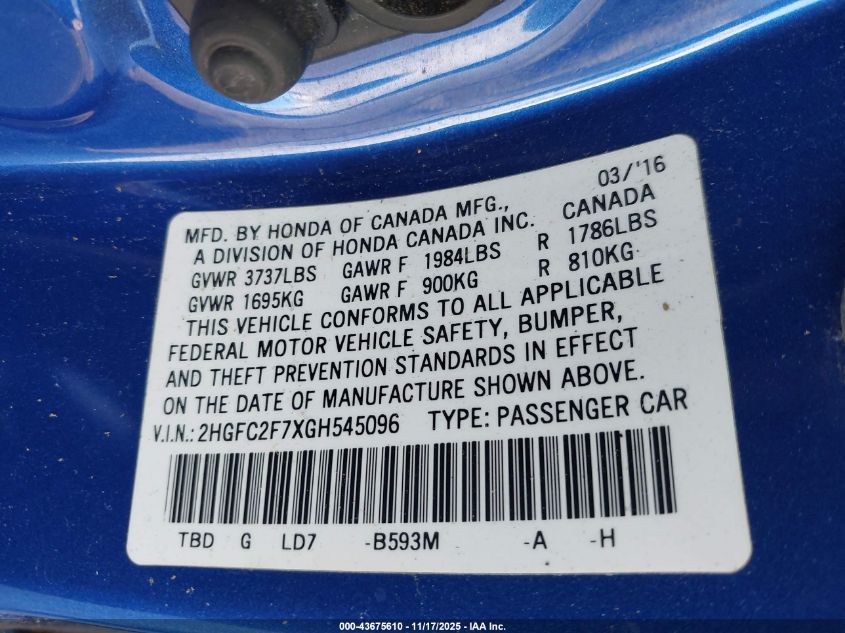 03/'16
MFD. BY HONDA OF CANADA MFG.,
A DIVISION OF HONDA CANADA INC. CANADA
GVWR 3737LBS GAWR F 1984LBS R 1786LBS
GVWR 1695KG GAWR F 900KG R 810KG
THIS VEHICLE CONFORMS TO ALL APPLICABLE
FEDERAL MOTOR VEHICLE SAFETY, BUMPER,
AND THEFT PREVENTION STANDARDS IN EFFECT
ON THE DATE OF MANUFACTURE SHOWN ABOVE.
V.I.N.: 2HGFC2F7XGH545096 TYPE: PASSENGER CAR
TBD G LD7 -B593M -A -H
000-43675610 - 11/17/2025 - IAA Inc.